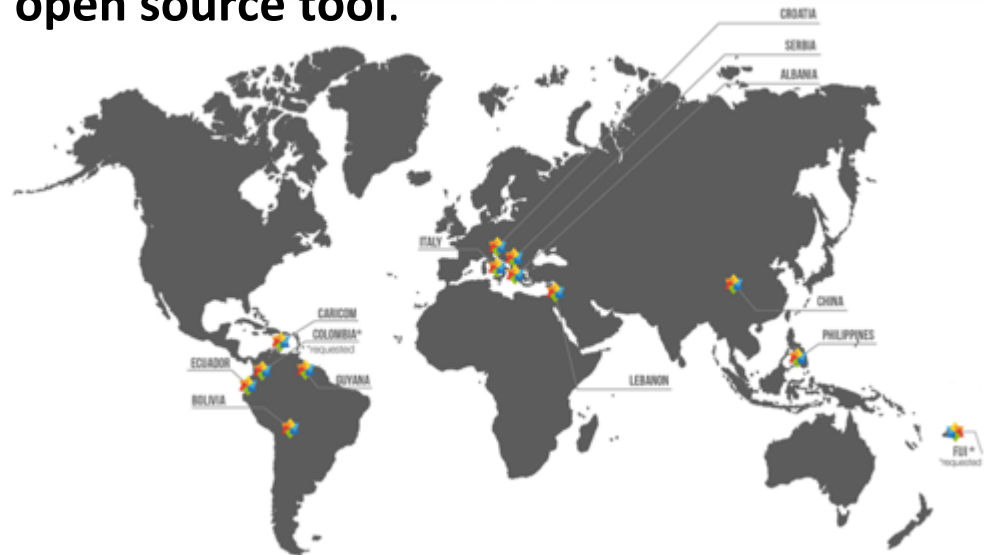 open source tool.
CROATIA
SERBIA
ALBANIA
ITALY
CHINA
CARICOM
COLOMBIA*
*requested
PHILIPPINES
ECUADOR
GUYANA
LEBANON
BOLIVIA
FIJI *
*requested